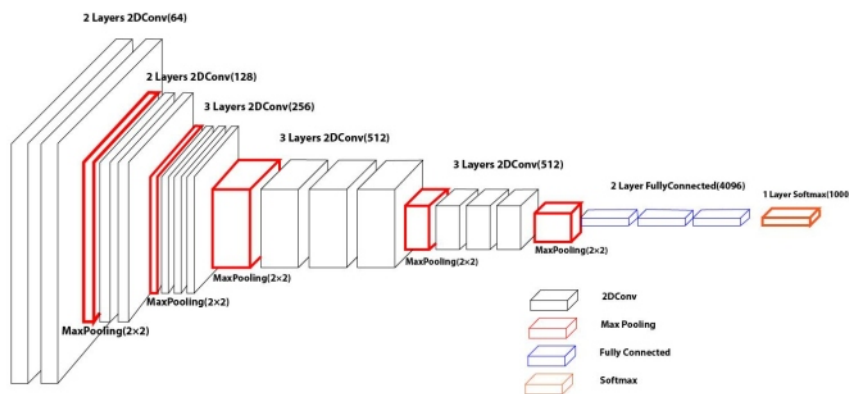 2 Layers 2DConv(64)
2 Layers 2DConv(128)
3 Layers 2DConv(256)
3 Layers 2DConv(512)
3 Layers 2DConv(512)
2 Layer FullyConnected(4096)
1 Layer Softmax(1000
MaxPooling(2×2)
MaxPooling(2×2)
MaxPooling(2×2)
MaxPooling(2×2)
MaxPooling(2×2)
2DConv
Max Pooling
Fully Connected
Softmax